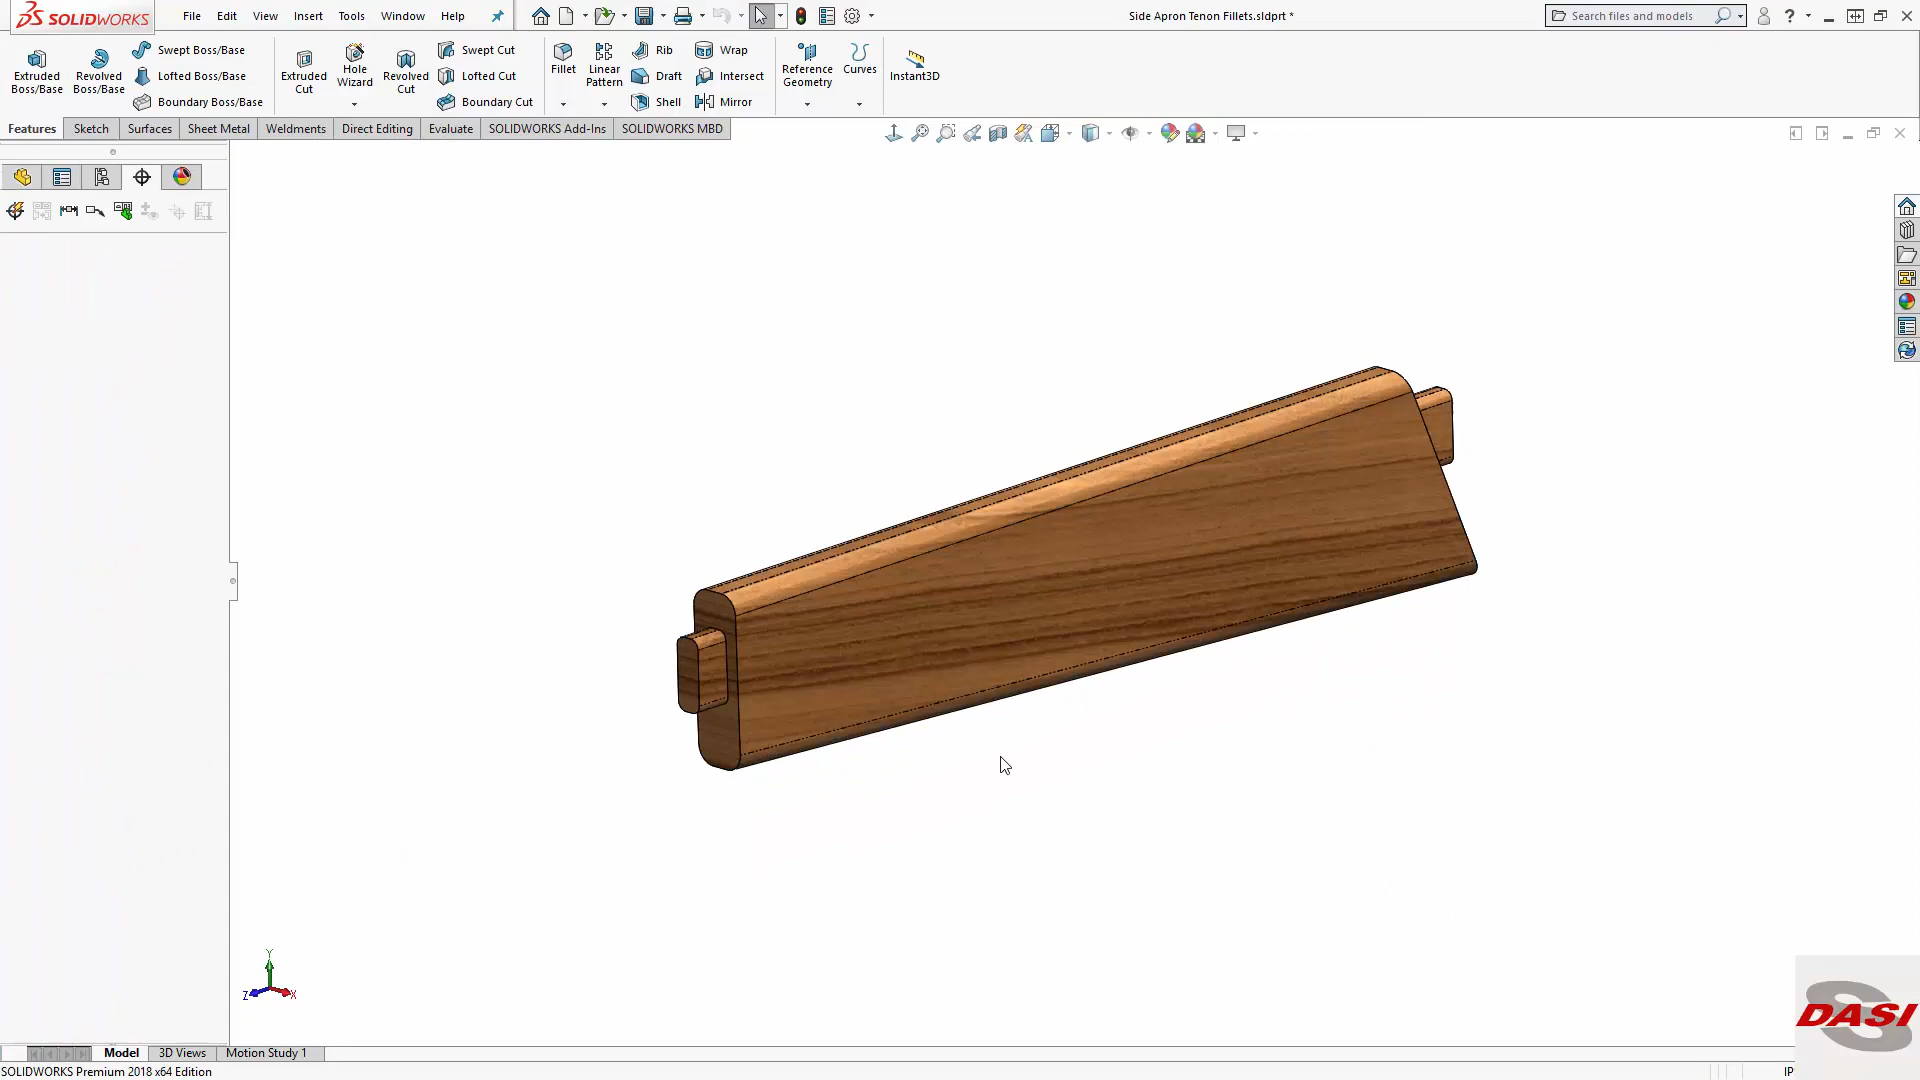 SOLIDWORKS File Edit View Insert Tools Window Help Side Apron Tenon Fillets.sldprt * Search files and models ?
Extruded Boss/Base
Revolved Boss/Base
Swept Boss/Base
Lofted Boss/Base
Boundary Boss/Base
Extruded Cut
Hole Wizard
Revolved Cut
Swept Cut
Lofted Cut
Boundary Cut
Fillet
Linear Pattern
Rib
Draft
Shell
Wrap
Intersect
Mirror
Reference Geometry
Curves
Instant3D
Features Sketch Surfaces Sheet Metal Weldments Direct Editing Evaluate SOLIDWORKS Add-Ins SOLIDWORKS MBD
Y
Z X
DASI
Model 3D Views Motion Study 1
SOLIDWORKS Premium 2018 x64 Edition